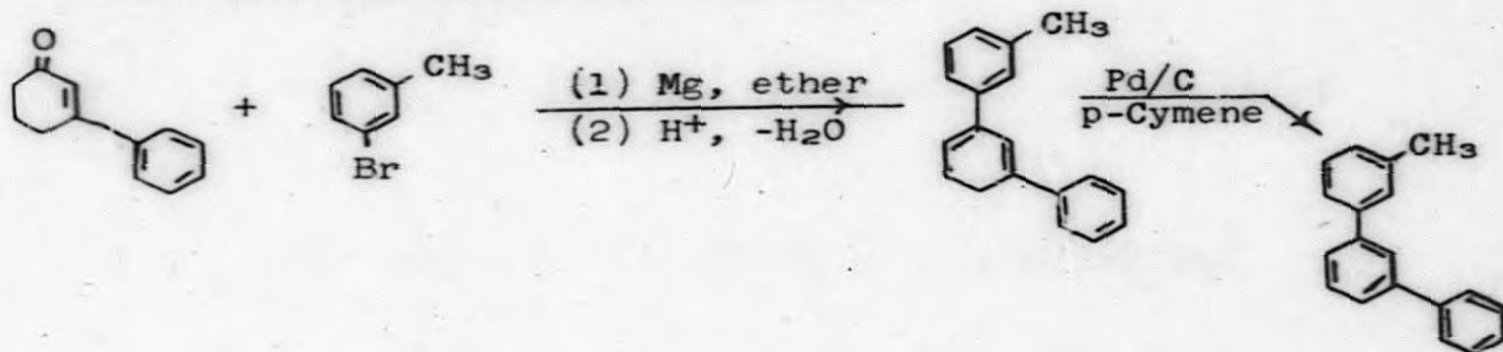 O
+
CH₃
Br
(1) Mg, ether
(2) H⁺, -H₂O
CH₃
Pd/C
p-Cymene
CH₃